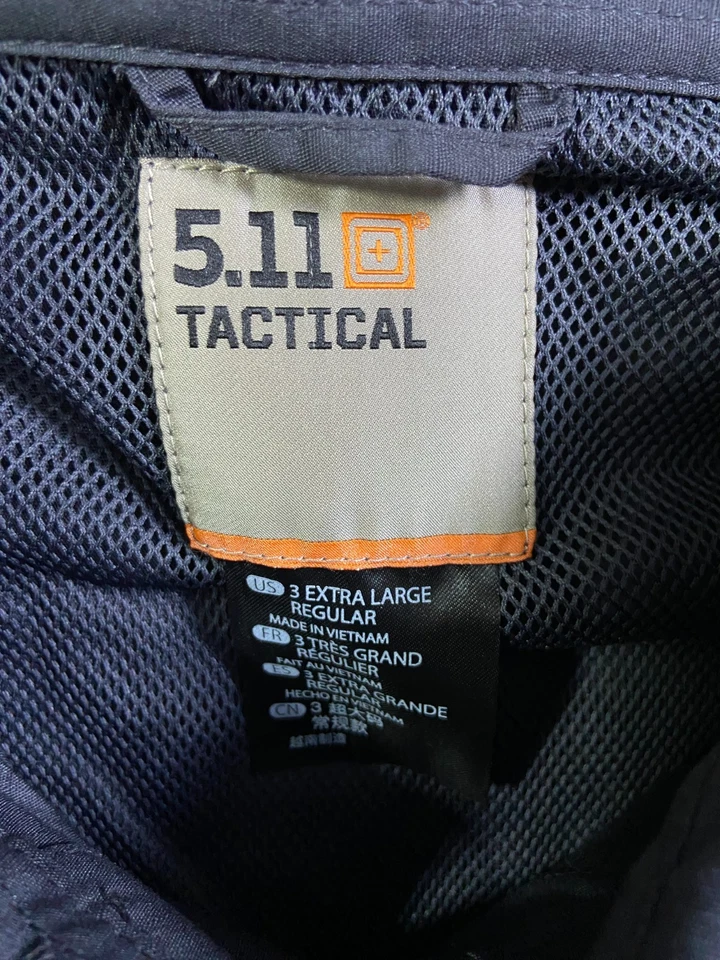 5.11®
TACTICAL
US 3 EXTRA LARGE
REGULAR
MADE IN VIETNAM
FR 3 TRÈS GRAND
RÉGULIER
FAIT AU VIETNAM
ES 3 EXTRA GRANDE
REGULAR
HECHO EN VIETNAM
CN 3 超大码
常规款
越南制造